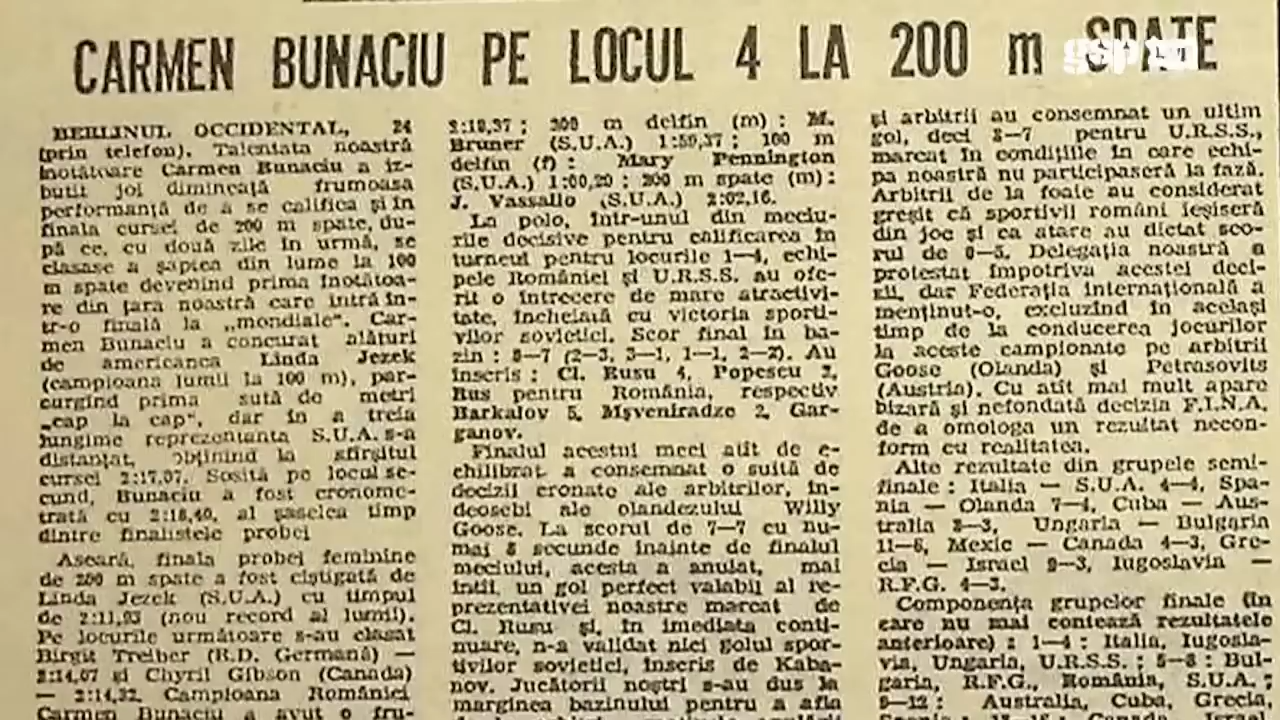 CARMEN BUNACIU PE LOCUL 4 LA 200 m SPATE
BERLINUL OCCIDENTAL, 24
(prin telefon). Talentata noastră
înotătoare Carmen Bunaciu a iz-
butit joi dimineață frumoasa
performanță de a se califica și în
finala cursei de 200 m spate, du-
pă ce, cu două zile în urmă, se
clasase a șaptea din lume la 100
m spate devenind prima înotătoa-
re din țara noastră care intră în-
tr-o finală la „mondiale". Car-
men Bunaciu a concurat alături
de americanca Linda Jezek
(campioana lumii la 100 m), par-
curgînd prima sută de metri
„cap la cap", dar în a treia
lungime reprezentanta S.U.A. s-a
distanțat, obținînd la sfîrșitul
cursei 2:17,07. Sosită pe locul se-
cund, Bunaciu a fost cronome-
trată cu 2:18,40, al șaselea timp
dintre finalistele probei
Aseară, finala probei feminine
de 200 m spate a fost cîștigată de
Linda Jezek (S.U.A.) cu timpul
de 2:11,93 (nou record al lumii).
Pe locurile următoare s-au clasat
Birgit Treiber (R.D. Germană) —
2:14,07 și Chyril Gibson (Canada)
— 2:14,32. Campioana României
Carmen Bunaciu a avut o fru-
2:18,37; 200 m delfin (m): M.
Bruner (S.U.A.) 1:59,37; 100 m
delfin (f): Mary Pennington
(S.U.A.) 1:00,20; 200 m spate (m):
J. Vassallo (S.U.A.) 2:02,16.
La polo, într-unul din meciu-
rile decisive pentru calificarea în
turneul pentru locurile 1—4, echi-
pele României și U.R.S.S. au ofe-
rit o întrecere de mare atractivi-
tate, încheiată cu victoria sporti-
vilor sovietici. Scor final în ba-
zin: 8—7 (2—3, 3—1, 1—1, 2—2). Au
înscris: Cl. Rusu 4, Popescu 2,
Rus pentru România, respectiv
Barkalov 5, Mșveniradze 2, Gar-
ganov.
Finalul acestui meci atît de e-
chilibrat a consemnat o suită de
decizii eronate ale arbitrilor, în-
deosebi ale olandezului Willy
Goose. La scorul de 7—7 cu nu-
mai 8 secunde înainte de finalul
meciului, acesta a anulat, mai
întîi, un gol perfect valabil al re-
prezentativei noastre marcat de
Cl. Rusu și, în imediata conti-
nuare, n-a validat nici golul spor-
tivilor sovietici, înscris de Kaba-
nov. Jucătorii noștri s-au dus la
marginea bazinului pentru a afla
și arbitrii au consemnat un ultim
gol, deci 8—7 pentru U.R.S.S.,
marcat în condițiile în care echi-
pa noastră nu participaseră la fază.
Arbitrii de la foaie au considerat
greșit că sportivii români ieșiseră
din joc și ca atare au dictat sco-
rul de 0—5. Delegația noastră a
protestat împotriva acestei deci-
zii, dar Federația internațională a
menținut-o, excluzînd în același
timp de la conducerea jocurilor
la aceste campionate pe arbitrii
Goose (Olanda) și Petrasovits
(Austria). Cu atît mai mult apare
bizară și nefondată decizia F.I.N.A.
de a omologa un rezultat necon-
form cu realitatea.
Alte rezultate din grupele semi-
finale: Italia — S.U.A. 4—4, Spa-
nia — Olanda 7—4, Cuba — Aus-
tralia 8—3, Ungaria — Bulgaria
11—6, Mexic — Canada 4—3, Gre-
cia — Israel 9—3, Iugoslavia —
R.F.G. 4—3.
Componența grupelor finale (în
care nu mai contează rezultatele
anterioare): 1—4: Italia, Iugosla-
via, Ungaria, U.R.S.S.; 5—8: Bul-
garia, R.F.G., România, S.U.A.;
9—12: Australia, Cuba, Grecia,